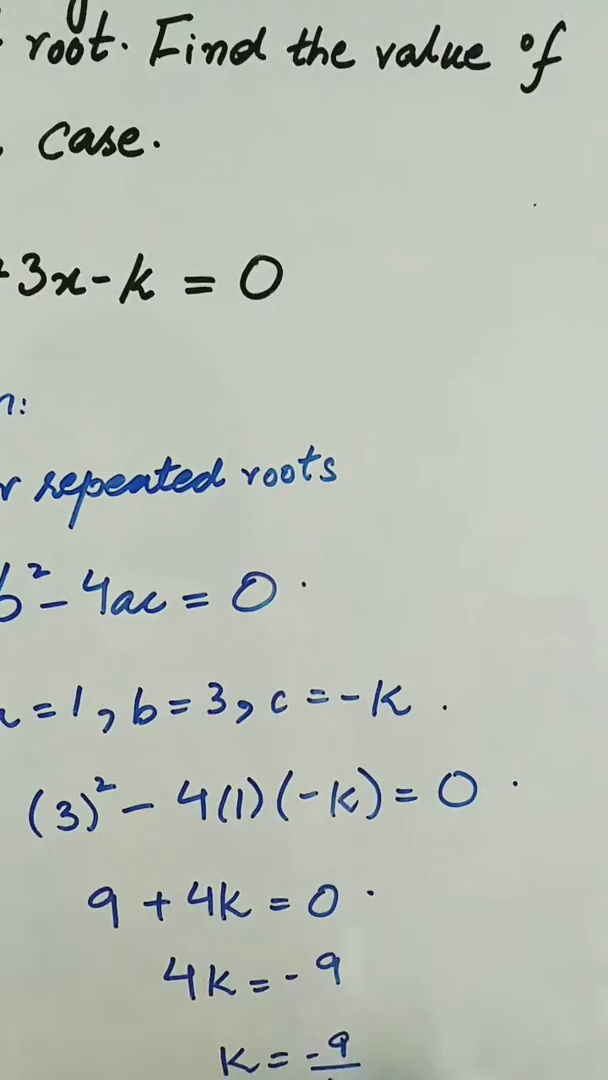 root. Find the value of
case.
3x-k = 0
n:
r repeated roots
b²-4ac = 0
=1, b=3, c=-k.
(3)² - 4(1)(-k) = 0
9 + 4k = 0
4k = -9
k = -9